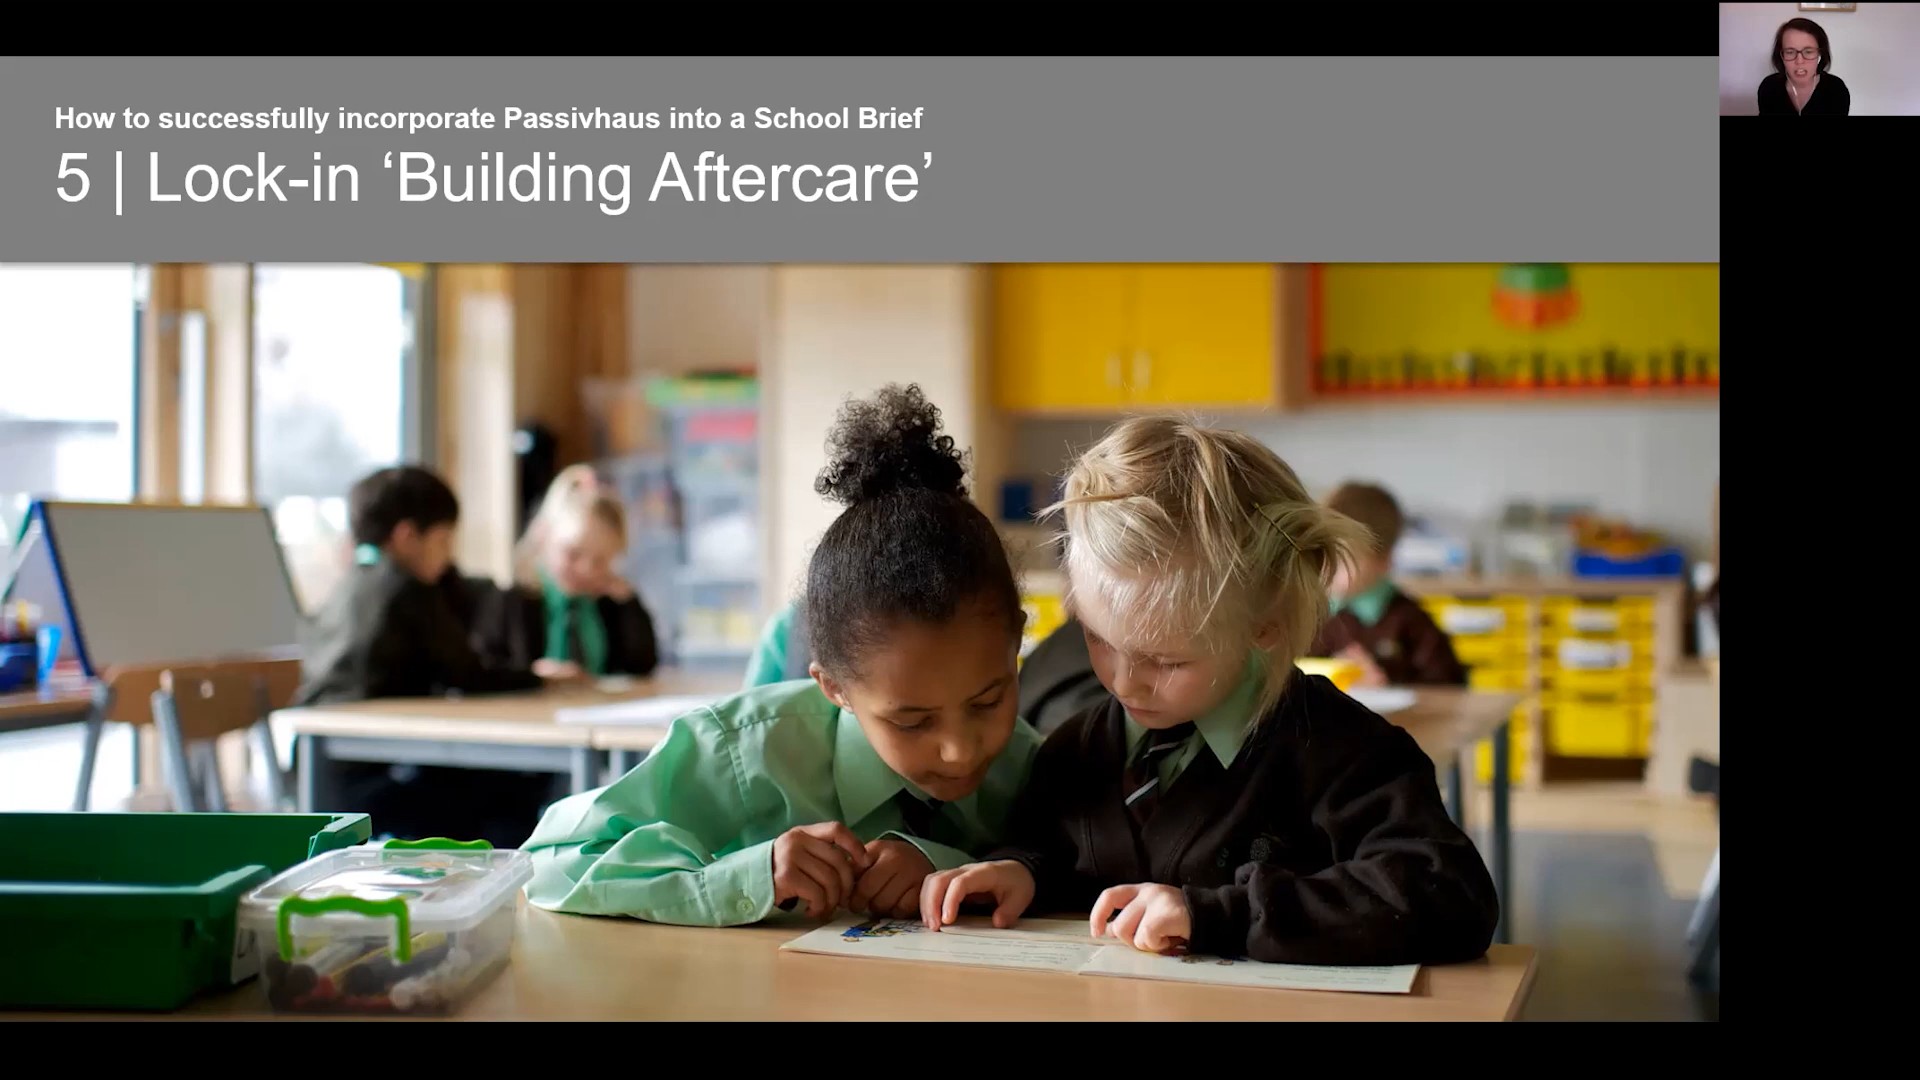 How to successfully incorporate Passivhaus into a School Brief
5 | Lock-in ‘Building Aftercare’